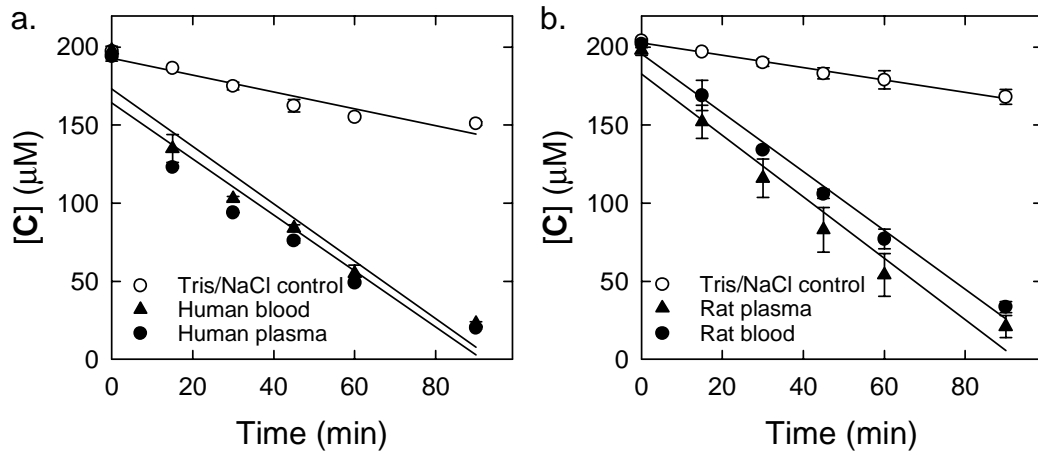 a.
[C] (μM)
200
150
100
50
0
Tris/NaCl control
Human blood
Human plasma
0 20 40 60 80
Time (min)
b.
[C] (μM)
200
150
100
50
0
Tris/NaCl control
Rat plasma
Rat blood
0 20 40 60 80
Time (min)